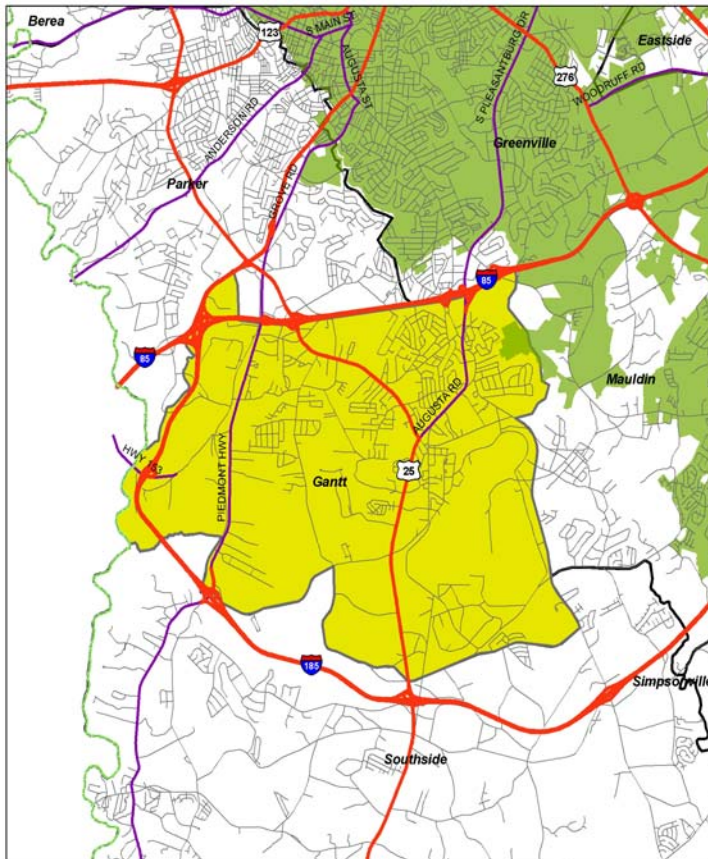 Berea
123
S MAIN ST
AUGUSTA ST
S PLEASANTBURG DR
276
Eastside
WOODRUFF RD
ANDERSON RD
Greenville
Parker
GROVE RD
85
85
Mauldin
AUGUSTA RD
HWY 153
PIEDMONT HWY
Gantt
25
185
Simpsonville
Southside